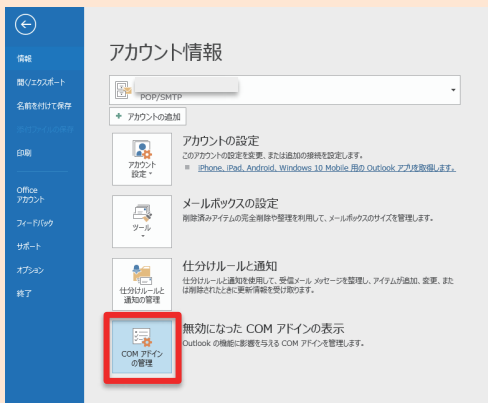 アカウント情報
情報
開く/エクスポート
名前を付けて保存
印刷
Office
アカウント
フィードバック
サポート
オプション
終了
POP/SMTP
+ アカウントの追加
アカウント
設定
アカウントの設定
このアカウントの設定を変更、または追加の接続を設定します。
iPhone、iPad、Android、Windows 10 Mobile 用の Outlook アプリを取得します。
ツール
メールボックスの設定
削除済みアイテムの完全削除や整理を利用して、メールボックスのサイズを管理します。
仕分けルールと
通知の管理
仕分けルールと通知
仕分けルールと通知を使用して、受信メール メッセージを整理し、アイテムが追加、変更、また
は削除されたときに更新情報を受け取ります。
COM アドイン
の管理
無効になった COM アドインの表示
Outlook の機能に影響を与える COM アドインを管理します。